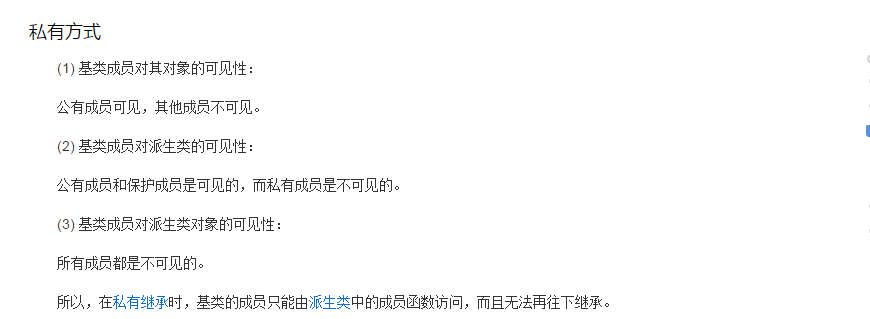 私有方式
(1) 基类成员对其对象的可见性：
公有成员可见，其他成员不可见。
(2) 基类成员对派生类的可见性：
公有成员和保护成员是可见的，而私有成员是不可见的。
(3) 基类成员对派生类对象的可见性：
所有成员都是不可见的。
所以，在私有继承时，基类的成员只能由派生类中的成员函数访问，而且无法再往下继承。